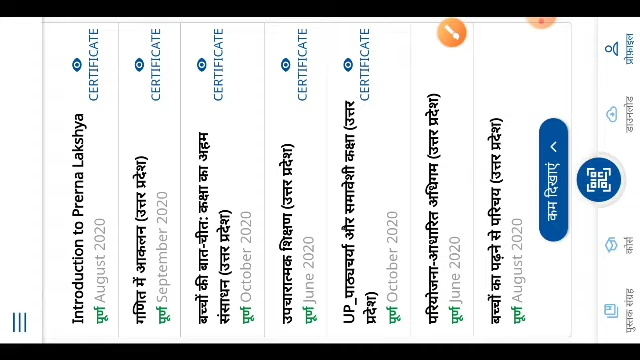 Introduction to Prerna Lakshya
पूर्ण August 2020
CERTIFICATE
गणित में आकलन (उत्तर प्रदेश)
पूर्ण September 2020
CERTIFICATE
बच्चों की बात-चीत: कक्षा का अहम
संसाधन (उत्तर प्रदेश)
पूर्ण October 2020
CERTIFICATE
उपचारात्मक शिक्षण (उत्तर प्रदेश)
पूर्ण June 2020
CERTIFICATE
UP_पाठ्यचर्या और समावेशी कक्षा (उत्तर
प्रदेश)
पूर्ण October 2020
CERTIFICATE
परियोजना-आधारित अधिगम (उत्तर प्रदेश)
पूर्ण June 2020
बच्चों का पढ़ने से परिचय (उत्तर प्रदेश)
पूर्ण August 2020
कम दिखाएं
पुस्तक संग्रह
कोर्स
डाउनलोड
प्रोफ़ाइल